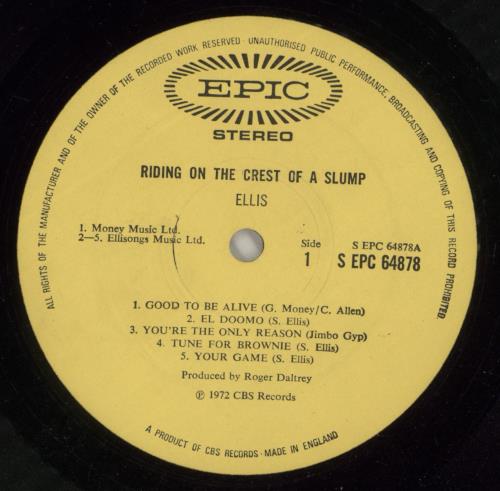 ALL RIGHTS OF THE MANUFACTURER AND OF THE OWNER OF THE RECORDED WORK RESERVED · UNAUTHORISED PUBLIC PERFORMANCE, BROADCASTING AND COPYING OF THIS RECORD PROHIBITED
EPIC
STEREO
RIDING ON THE CREST OF A SLUMP
ELLIS
1. Money Music Ltd.
2—5. Ellisongs Music Ltd.
Side
1
S EPC 64878A
S EPC 64878
1. GOOD TO BE ALIVE (G. Money/C. Allen)
2. EL DOOMO (S. Ellis)
3. YOU'RE THE ONLY REASON (Jimbo Gyp)
4. TUNE FOR BROWNIE (S. Ellis)
5. YOUR GAME (S. Ellis)
Produced by Roger Daltrey
℗ 1972 CBS Records
A PRODUCT OF CBS RECORDS · MADE IN ENGLAND